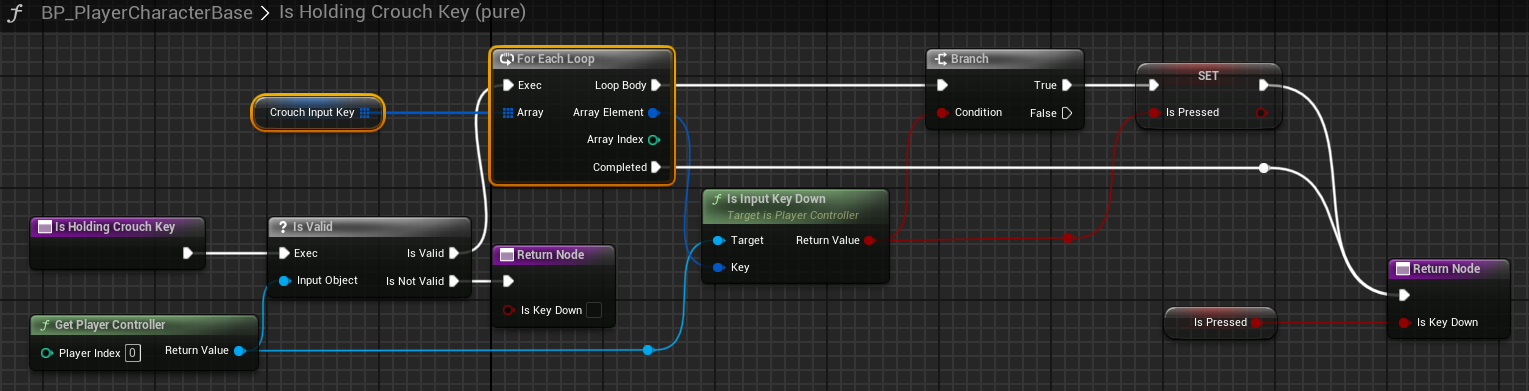 f BP_PlayerCharacterBase > Is Holding Crouch Key (pure)
For Each Loop
Exec Loop Body
Array Array Element
Array Index
Completed
Crouch Input Key
Branch
True
Condition False
SET
Is Pressed
Is Holding Crouch Key
? Is Valid
Exec Is Valid
Input Object Is Not Valid
Return Node
Is Key Down
f Is Input Key Down
Target is Player Controller
Target Return Value
Key
f Get Player Controller
Player Index 0 Return Value
Is Pressed
Return Node
Is Key Down